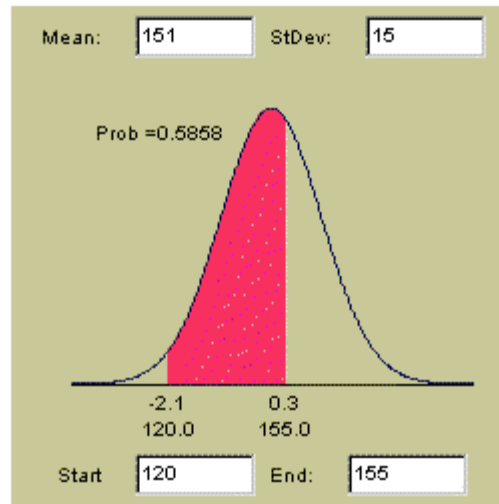 Mean: 151 StDev: 15
Prob =0.5858
-2.1 0.3
120.0 155.0
Start 120 End: 155